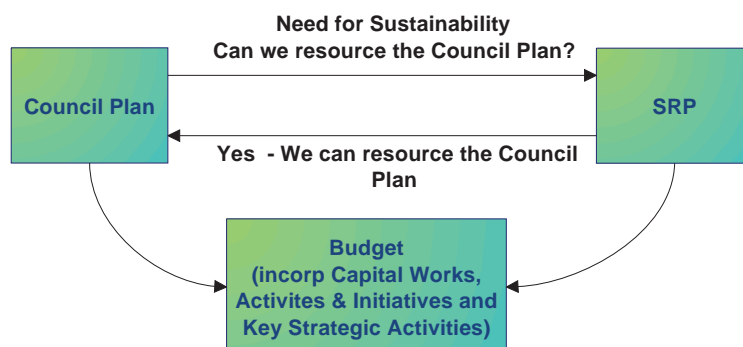 Need for Sustainability
Can we resource the Council Plan?
Council Plan
SRP
Yes - We can resource the Council
Plan
Budget
(incorp Capital Works,
Activites & Initiatives and
Key Strategic Activities)